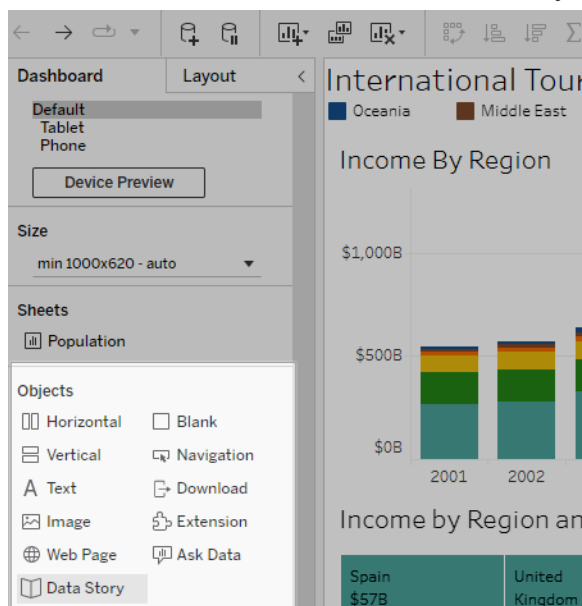 Dashboard
Layout
Default
Tablet
Phone
Device Preview
Size
min 1000x620 - auto
Sheets
Population
Objects
Horizontal
Blank
Vertical
Navigation
Text
Download
Image
Extension
Web Page
Ask Data
Data Story
International
Oceania
Middle East
Income By Region
$1,000B
$500B
$0B
2001
2002
Income by Region
Spain
$57B
United
Kingdom